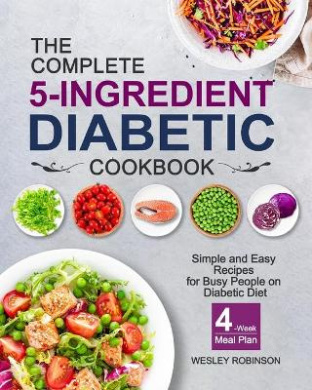 THE
COMPLETE
5-INGREDIENT
DIABETIC
COOKBOOK
Simple and Easy
Recipes
for Busy People on
Diabetic Diet
4-Week
Meal Plan
WESLEY ROBINSON